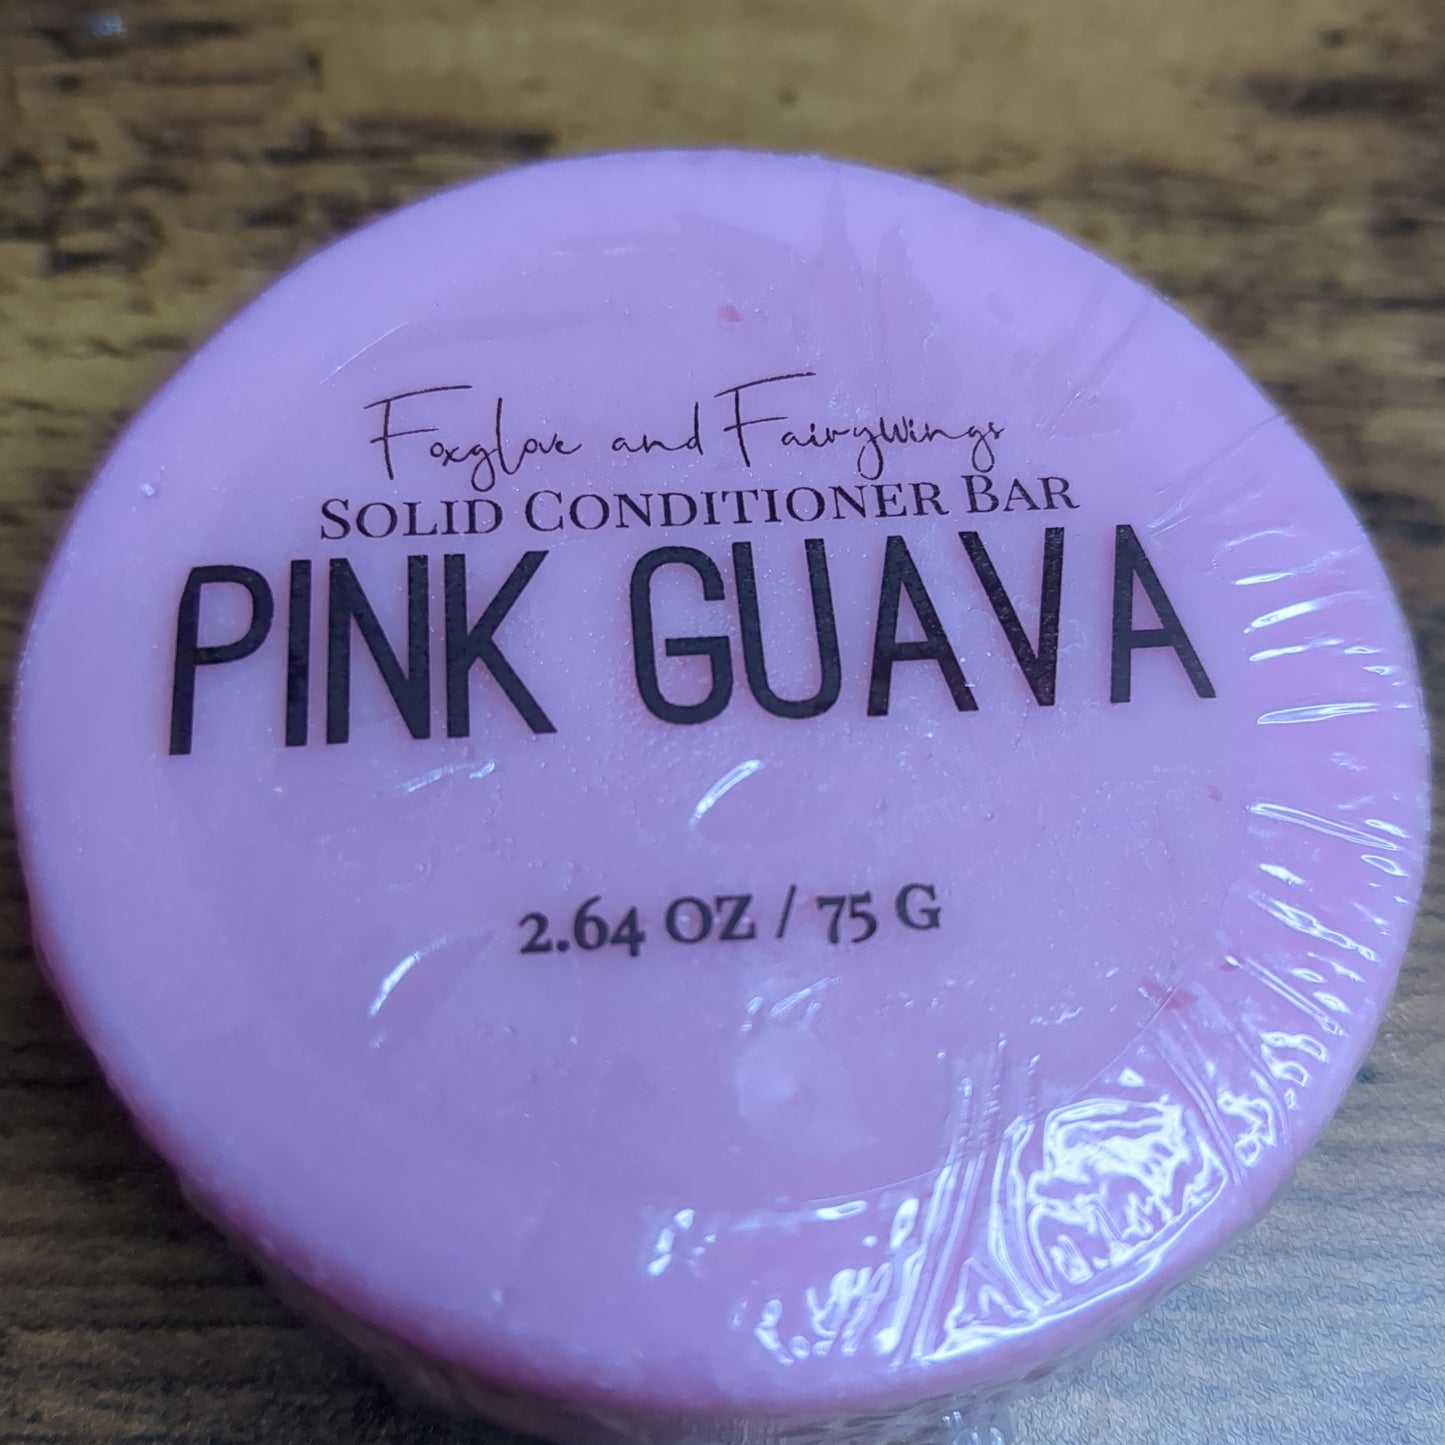 Foxglove and Fairywings
SOLID CONDITIONER BAR
PINK GUAVA
2.64 OZ / 75 G